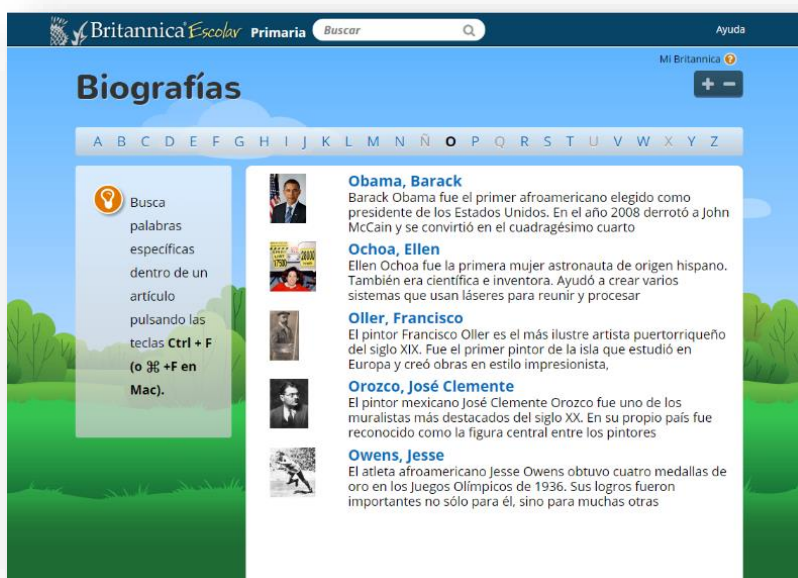 Britannica Escolar Primaria Buscar Ayuda
Mi Britannica ?
Biografías
+ −
A B C D E F G H I J K L M N Ñ O P Q R S T U V W X Y Z
Busca
palabras
específicas
dentro de un
artículo
pulsando las
teclas Ctrl + F
(o ⌘ +F en
Mac).
Obama, Barack
Barack Obama fue el primer afroamericano elegido como
presidente de los Estados Unidos. En el año 2008 derrotó a John
McCain y se convirtió en el cuadragésimo cuarto
Ochoa, Ellen
Ellen Ochoa fue la primera mujer astronauta de origen hispano.
También era científica e inventora. Ayudó a crear varios
sistemas que usan láseres para reunir y procesar
Oller, Francisco
El pintor Francisco Oller es el más ilustre artista puertorriqueño
del siglo XIX. Fue el primer pintor de la isla que estudió en
Europa y creó obras en estilo impresionista,
Orozco, José Clemente
El pintor mexicano José Clemente Orozco fue uno de los
muralistas más destacados del siglo XX. En su propio país fue
reconocido como la figura central entre los pintores
Owens, Jesse
El atleta afroamericano Jesse Owens obtuvo cuatro medallas de
oro en los Juegos Olímpicos de 1936. Sus logros fueron
importantes no sólo para él, sino para muchas otras